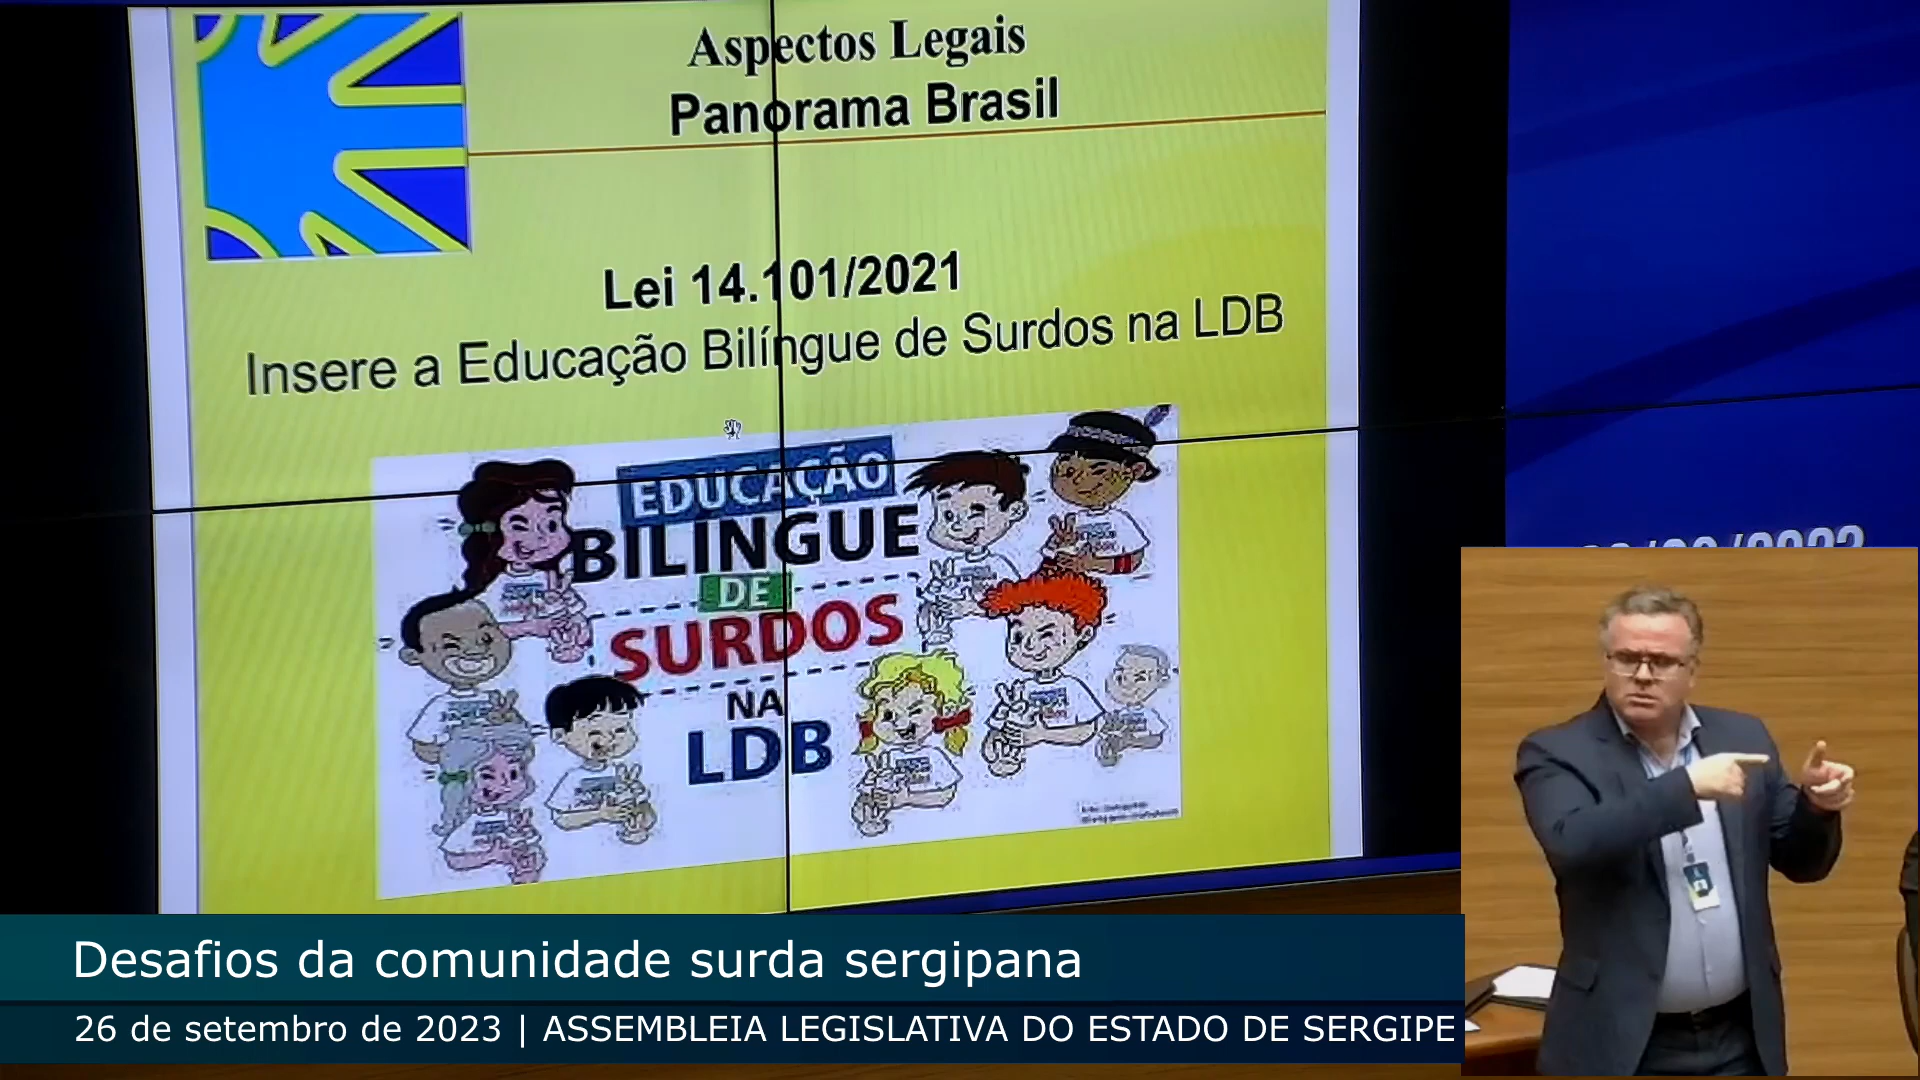 Aspectos Legais
Panorama Brasil
Lei 14.101/2021
Insere a Educação Bilíngue de Surdos na LDB
EDUCAÇÃO
BILÍNGUE
DE
SURDOS
NA
LDB
Desafios da comunidade surda sergipana
26 de setembro de 2023 | ASSEMBLEIA LEGISLATIVA DO ESTADO DE SERGIPE